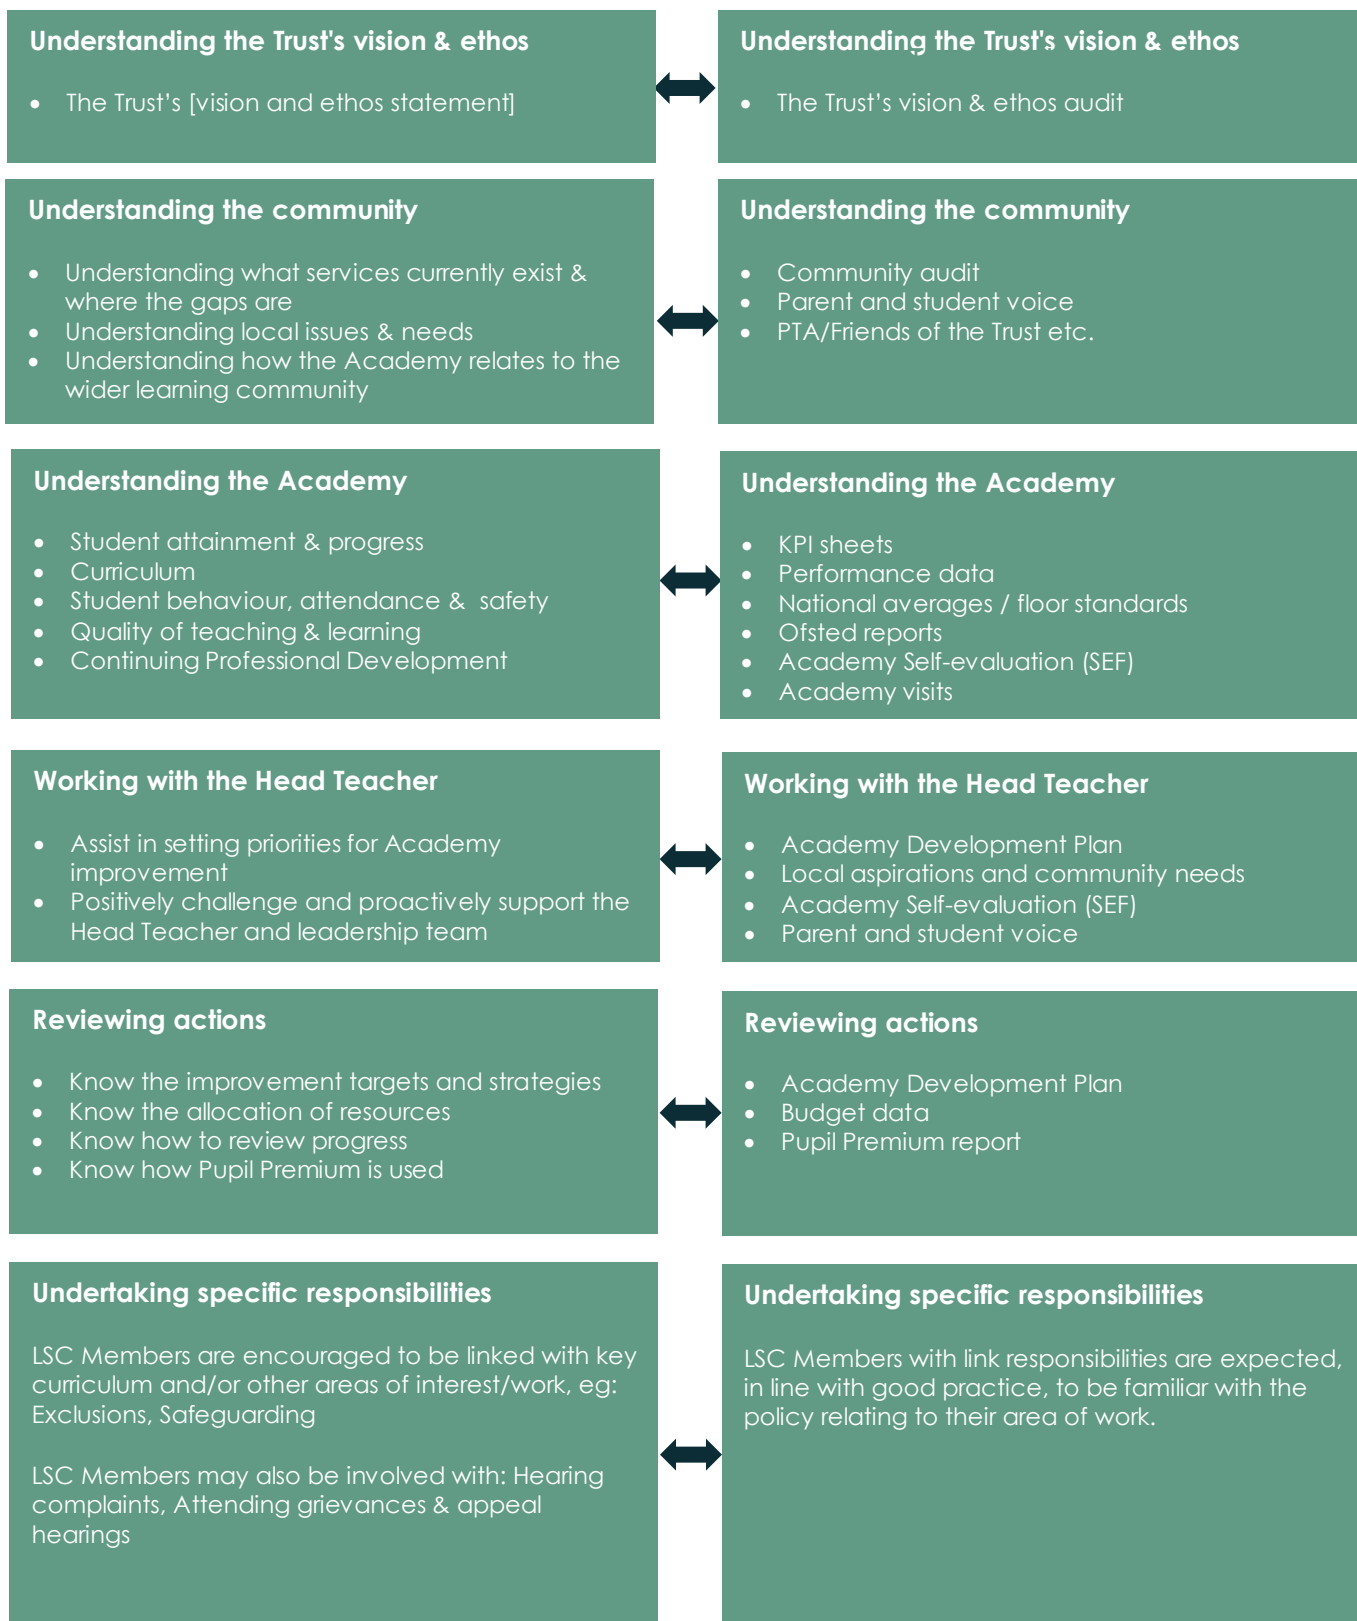 Understanding the Trust's vision & ethos
• The Trust’s [vision and ethos statement]
Understanding the Trust's vision & ethos
• The Trust’s vision & ethos audit
Understanding the community
• Understanding what services currently exist &
where the gaps are
• Understanding local issues & needs
• Understanding how the Academy relates to the
wider learning community
Understanding the community
• Community audit
• Parent and student voice
• PTA/Friends of the Trust etc.
Understanding the Academy
• Student attainment & progress
• Curriculum
• Student behaviour, attendance & safety
• Quality of teaching & learning
• Continuing Professional Development
Understanding the Academy
• KPI sheets
• Performance data
• National averages / floor standards
• Ofsted reports
• Academy Self-evaluation (SEF)
• Academy visits
Working with the Head Teacher
• Assist in setting priorities for Academy
improvement
• Positively challenge and proactively support the
Head Teacher and leadership team
Working with the Head Teacher
• Academy Development Plan
• Local aspirations and community needs
• Academy Self-evaluation (SEF)
• Parent and student voice
Reviewing actions
• Know the improvement targets and strategies
• Know the allocation of resources
• Know how to review progress
• Know how Pupil Premium is used
Reviewing actions
• Academy Development Plan
• Budget data
• Pupil Premium report
Undertaking specific responsibilities
LSC Members are encouraged to be linked with key
curriculum and/or other areas of interest/work, eg:
Exclusions, Safeguarding
LSC Members may also be involved with: Hearing
complaints, Attending grievances & appeal
hearings
Undertaking specific responsibilities
LSC Members with link responsibilities are expected,
in line with good practice, to be familiar with the
policy relating to their area of work.